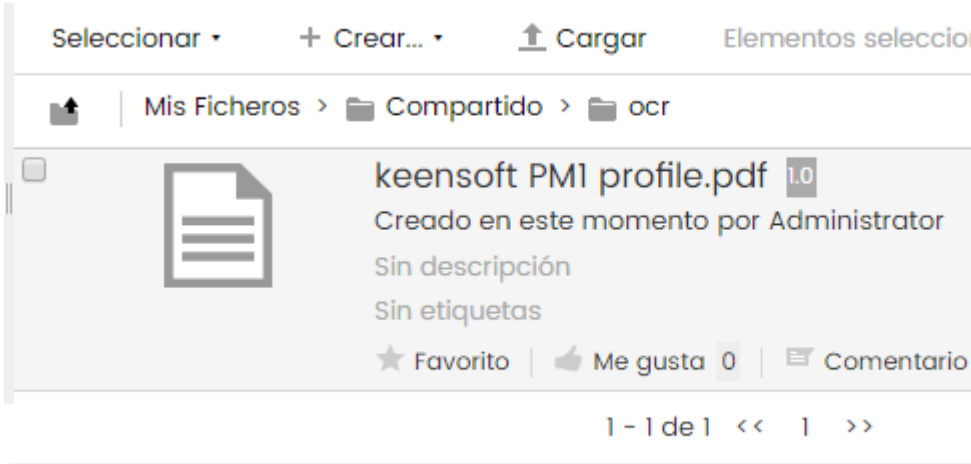 Seleccionar + Crear... Cargar Elementos seleccion
Mis Ficheros > Compartido > ocr
keensoft PM1 profile.pdf 1.0
Creado en este momento por Administrator
Sin descripción
Sin etiquetas
Favorito Me gusta 0 Comentario
1 - 1 de 1 << 1 >>